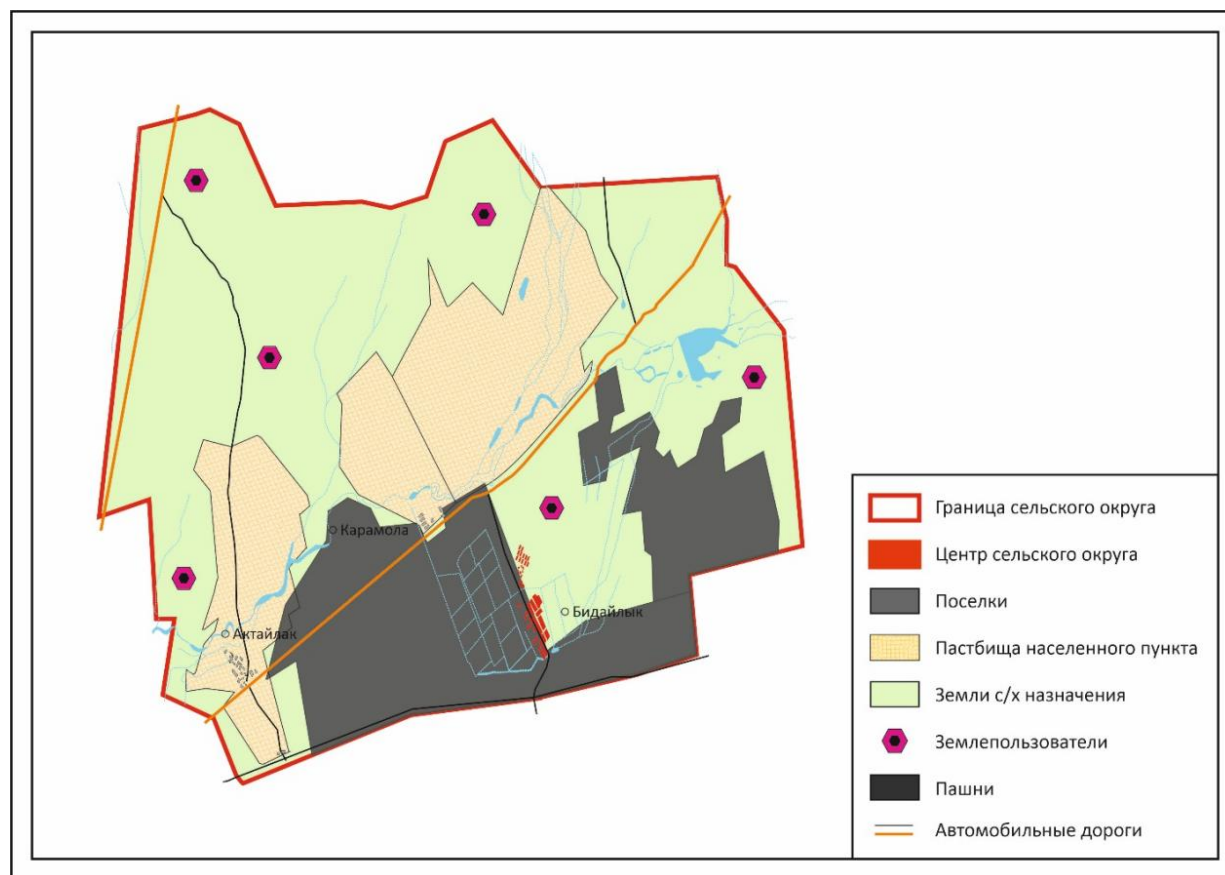 Карамола
Бидайлык
Актайлак
Граница сельского округа
Центр сельского округа
Поселки
Пастбища населенного пункта
Земли с/х назначения
Землепользователи
Пашни
Автомобильные дороги